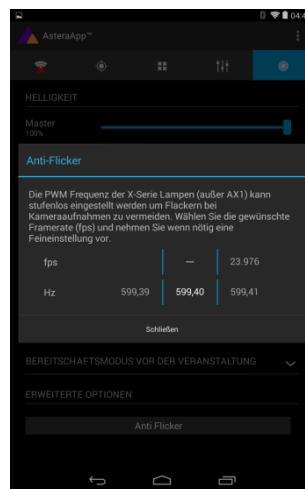 04:4
AsteraApp™
HELLIGKEIT
Master
100%
Anti-Flicker
Die PWM Frequenz der X-Serie Lampen (außer AX1) kann
stufenlos eingestellt werden um Flackern bei
Kameraaufnahmen zu vermeiden. Wählen Sie die gewünschte
Framerate (fps) und nehmen Sie wenn nötig eine
Feineinstellung vor.
fps --- 23.976
Hz 599,39 599,40 599,41
Schließen
BEREITSCHAFTSMODUS VOR DER VERANSTALTUNG
ERWEITERTE OPTIONEN
Anti Flicker